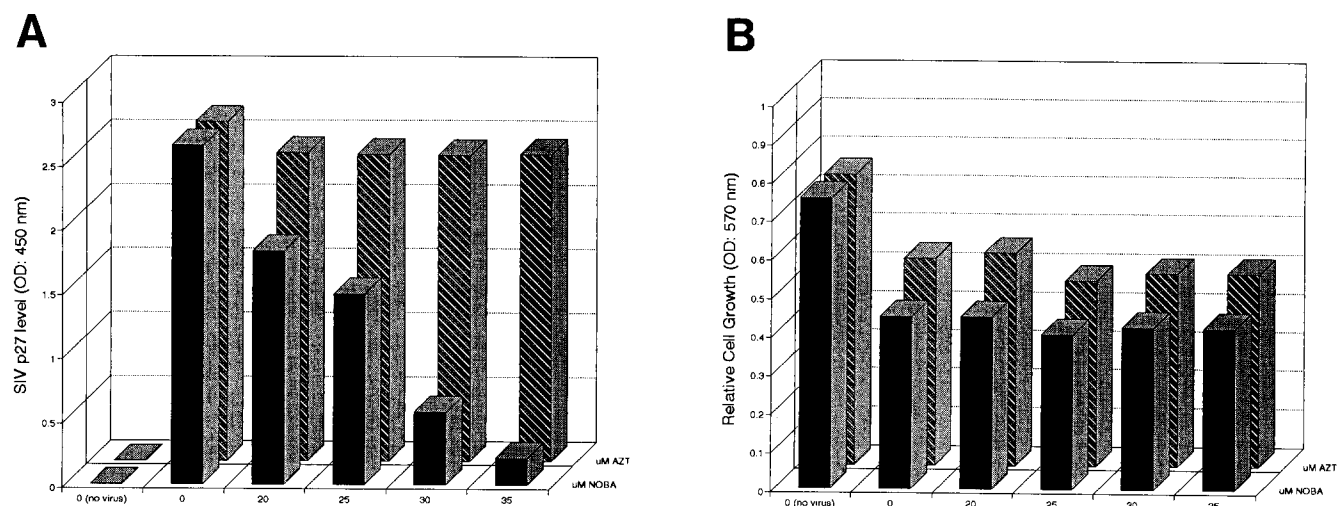 A
SIV p27 level (OD: 450 nm)
3
2.5
2
1.5
1
0.5
0
0 (no virus)
0
20
25
30
35
uM AZT
uM NOBA
B
Relative Cell Growth (OD: 570 nm)
1
0.9
0.8
0.7
0.6
0.5
0.4
0.3
0.2
0.1
0
0 (no virus)
0
20
25
30
35
uM AZT
uM NOBA